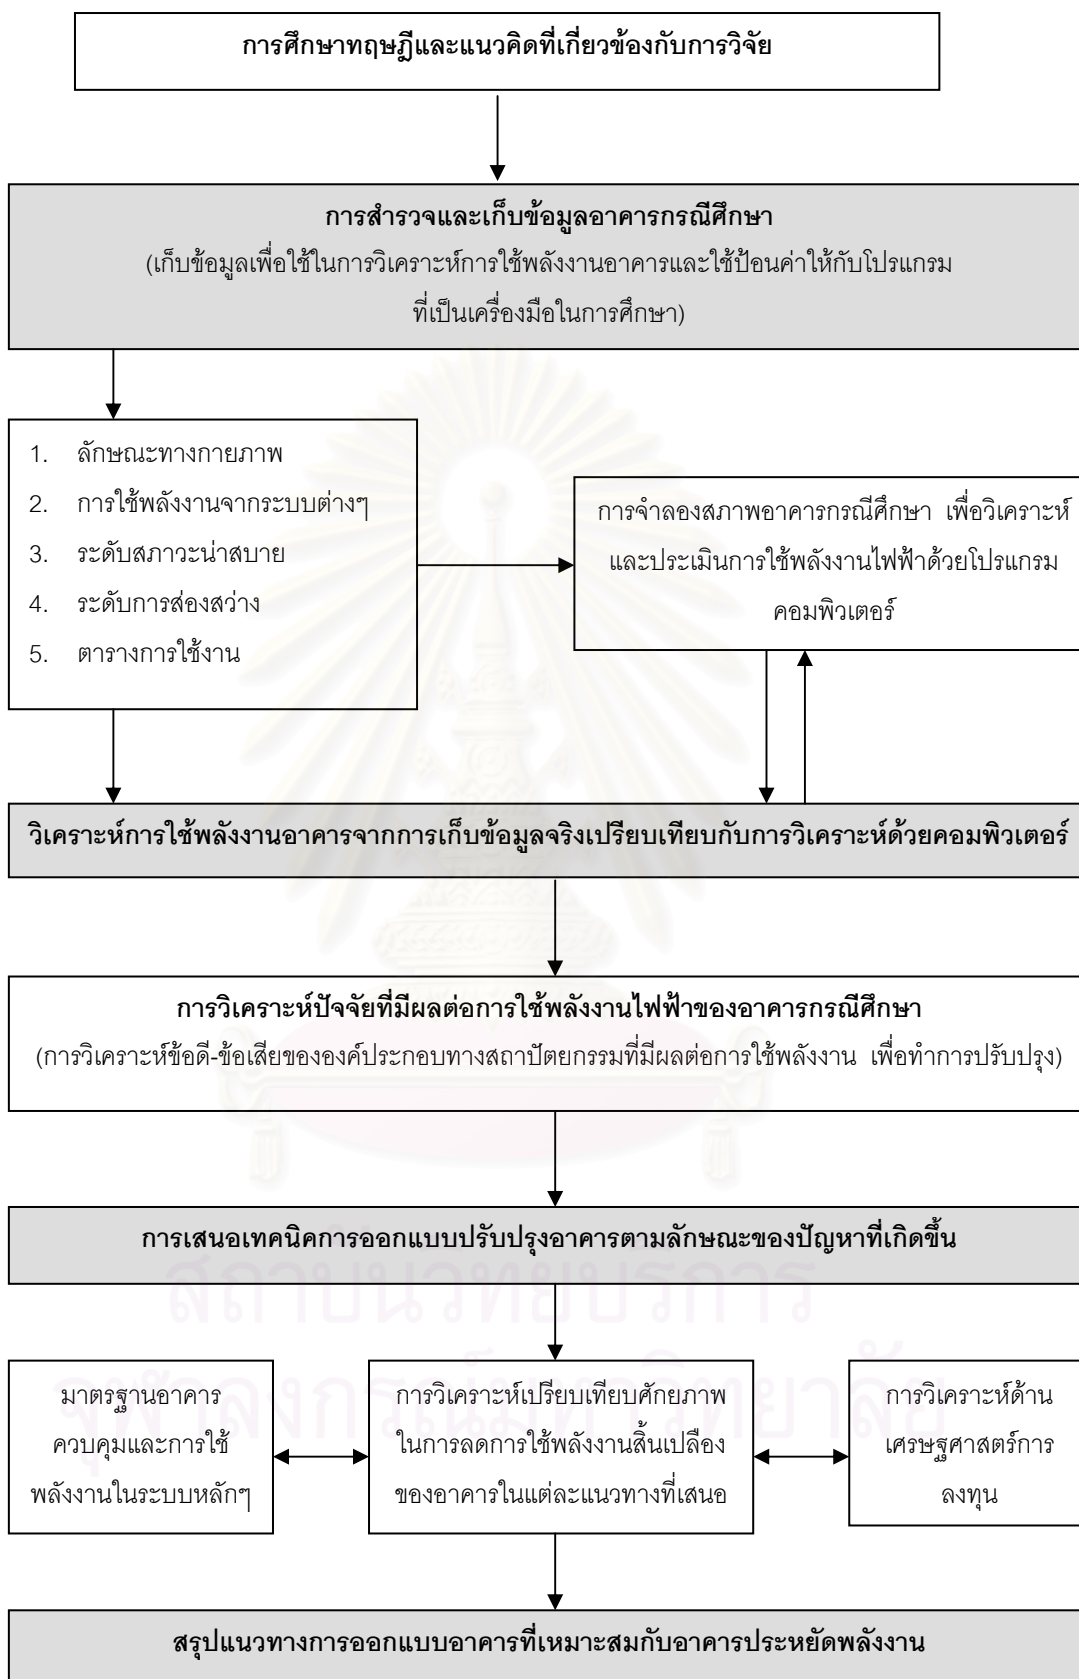 การศึกษาทฤษฎีและแนวคิดที่เกี่ยวข้องกับการวิจัย
การสำรวจและเก็บข้อมูลอาคารกรณีศึกษา
(เก็บข้อมูลเพื่อใช้ในการวิเคราะห์การใช้พลังงานอาคารและใช้ป้อนค่าให้กับโปรแกรม
ที่เป็นเครื่องมือในการศึกษา)
1. ลักษณะทางกายภาพ
2. การใช้พลังงานจากระบบต่างๆ
3. ระดับสภาวะน่าสบาย
4. ระดับการส่องสว่าง
5. ตารางการใช้งาน
การจำลองสภาพอาคารกรณีศึกษา เพื่อวิเคราะห์
และประเมินการใช้พลังงานไฟฟ้าด้วยโปรแกรม
คอมพิวเตอร์
วิเคราะห์การใช้พลังงานอาคารจากการเก็บข้อมูลจริงเปรียบเทียบกับการวิเคราะห์ด้วยคอมพิวเตอร์
การวิเคราะห์ปัจจัยที่มีผลต่อการใช้พลังงานไฟฟ้าของอาคารกรณีศึกษา
(การวิเคราะห์ข้อดี-ข้อเสียขององค์ประกอบทางสถาปัตยกรรมที่มีผลต่อการใช้พลังงาน เพื่อทำการปรับปรุง)
การเสนอเทคนิคการออกแบบปรับปรุงอาคารตามลักษณะของปัญหาที่เกิดขึ้น
สถาบันวิทยบริการ
จุฬาลงกรณ์มหาวิทยาลัย
มาตรฐานอาคาร
ควบคุมและการใช้
พลังงานในระบบหลักๆ
การวิเคราะห์เปรียบเทียบศักยภาพ
ในการลดการใช้พลังงานสิ้นเปลือง
ของอาคารในแต่ละแนวทางที่เสนอ
การวิเคราะห์ด้าน
เศรษฐศาสตร์การ
ลงทุน
สรุปแนวทางการออกแบบอาคารที่เหมาะสมกับอาคารประหยัดพลังงาน